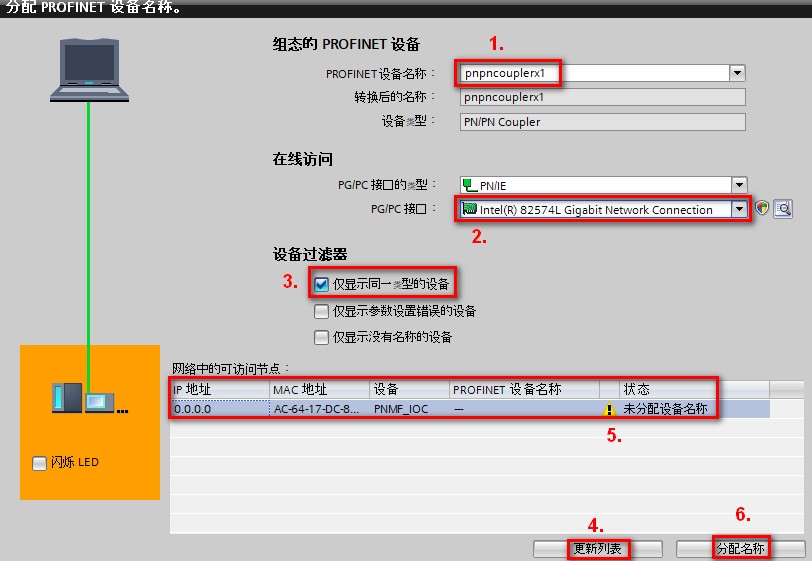 分配 PROFINET 设备名称。
组态的 PROFINET 设备
1.
PROFINET设备名称：
pnpncouplerx1
转换后的名称：
pnpncouplerx1
设备类型：
PN/PN Coupler
在线访问
PG/PC 接口的类型：
PN/IE
PG/PC 接口：
Intel(R) 82574L Gigabit Network Connection
2.
设备过滤器
3.
仅显示同一类型的设备
仅显示参数设置错误的设备
仅显示没有名称的设备
网络中的可访问节点：
IP 地址 MAC 地址 设备 PROFINET 设备名称 状态
0.0.0.0 AC-64-17-DC-8... PNMF_IOC — 未分配设备名称
5.
闪烁 LED
4.
更新列表
6.
分配名称